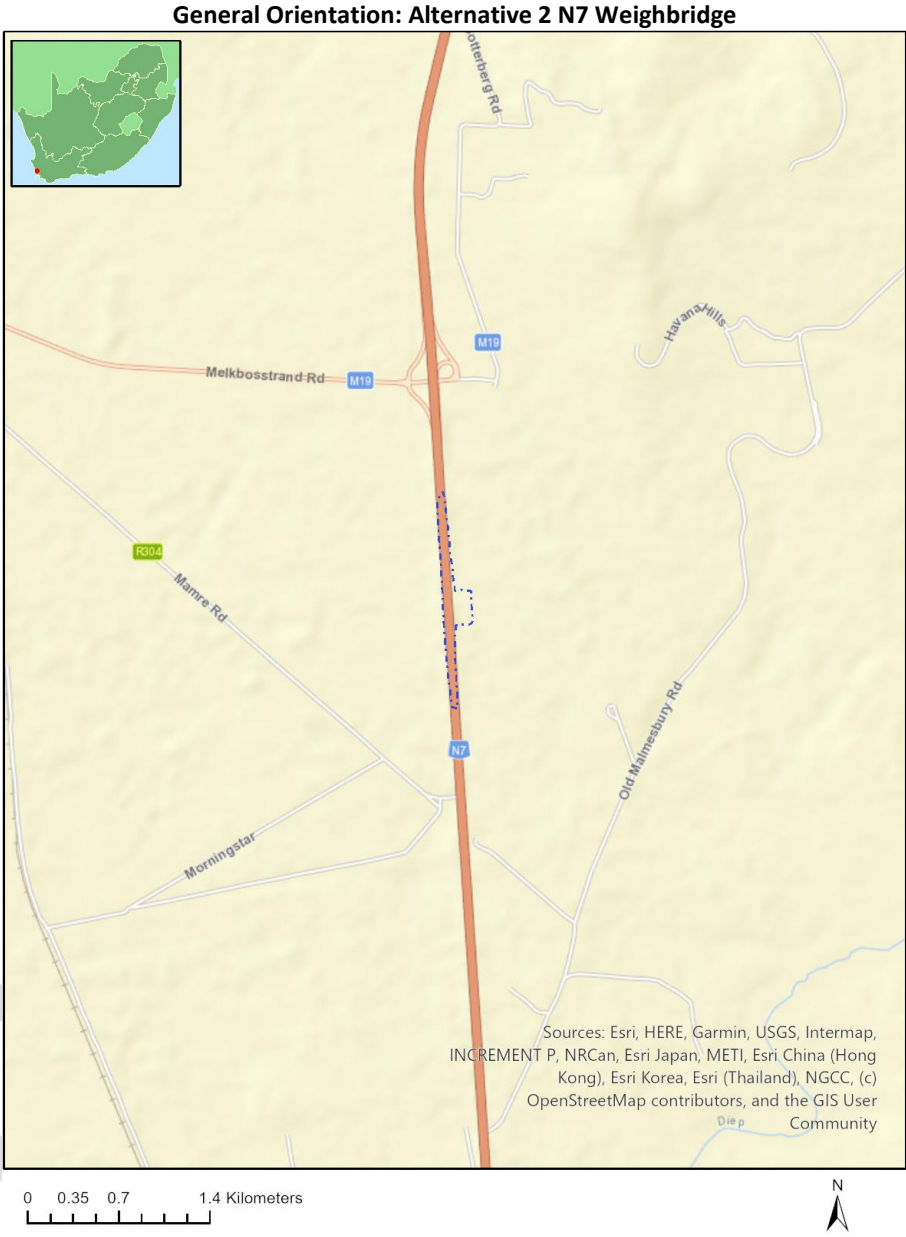 General Orientation: Alternative 2 N7 Weighbridge
otterberg Rd
Havana Hills
M19
Melkbosstrand Rd
M19
R304
Mamre Rd
Old Malmesbury Rd
N7
Morningstar
Sources: Esri, HERE, Garmin, USGS, Intermap,
INCREMENT P, NRCan, Esri Japan, METI, Esri China (Hong
Kong), Esri Korea, Esri (Thailand), NGCC, (c)
OpenStreetMap contributors, and the GIS User
Community
Diep
0 0.35 0.7 1.4 Kilometers
N